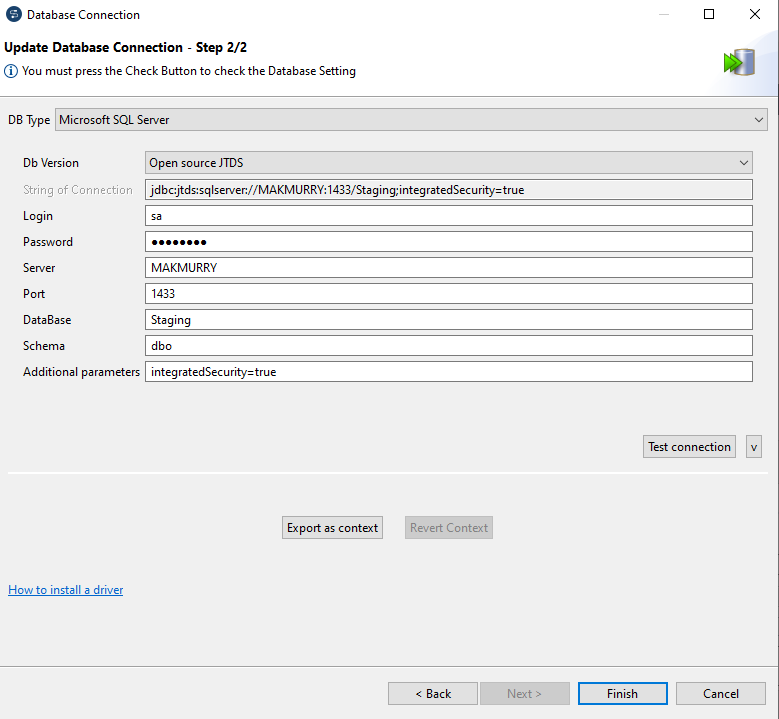 Database Connection
Update Database Connection - Step 2/2
You must press the Check Button to check the Database Setting
DB Type Microsoft SQL Server
Db Version Open source JTDS
String of Connection jdbc:jtds:sqlserver://MAKMURRY:1433/Staging;integratedSecurity=true
Login sa
Password ●●●●●●●●
Server MAKMURRY
Port 1433
DataBase Staging
Schema dbo
Additional parameters integratedSecurity=true
Test connection v
Export as context Revert Context
How to install a driver
< Back Next > Finish Cancel